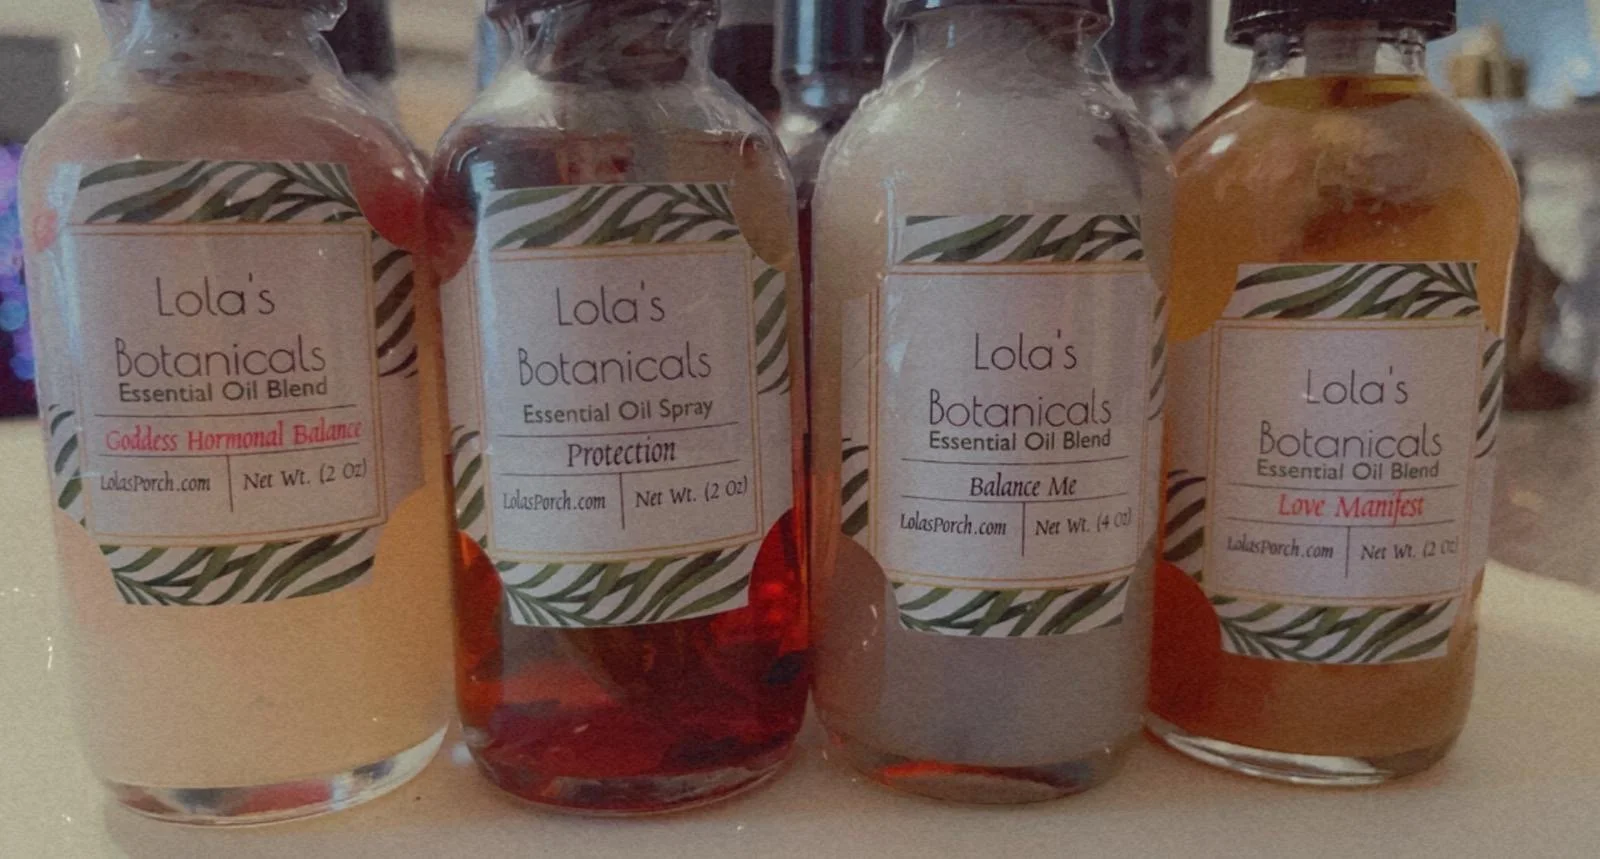 Lola's
Botanicals
Essential Oil Blend
Goddess Hormonal Balance
LolasPorch.com Net Wt. (2 Oz)
Lola's
Botanicals
Essential Oil Spray
Protection
LolasPorch.com Net Wt. (2 Oz)
Lola's
Botanicals
Essential Oil Blend
Balance Me
LolasPorch.com Net Wt. (4 Oz)
Lola's
Botanicals
Essential Oil Blend
Love Manifest
LolasPorch.com Net Wt. (2 Oz)